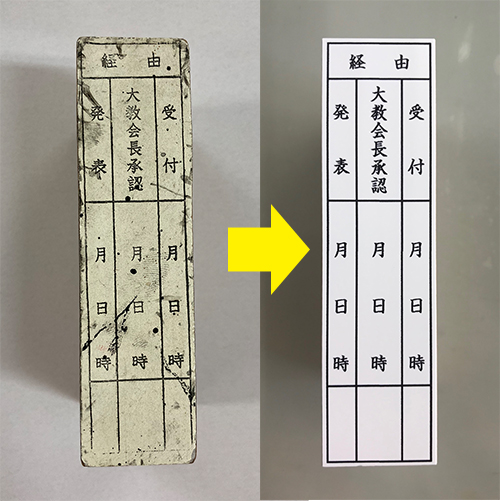 経由
受付
大教会長承認
発表
月日時
月日時
月日時
経由
受付
大教会長承認
発表
月日時
月日時
月日時